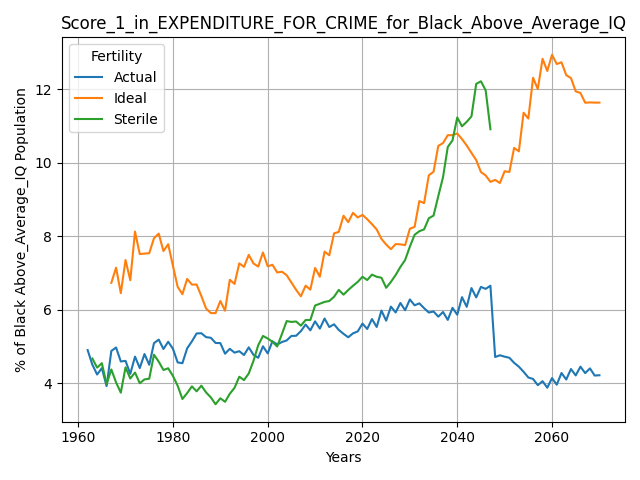 Score_1_in_EXPENDITURE_FOR_CRIME_for_Black_Above_Average_IQ
Fertility
Actual
Ideal
Sterile
% of Black Above_Average_IQ Population
12
10
8
6
4
1960
1980
2000
2020
2040
2060
Years